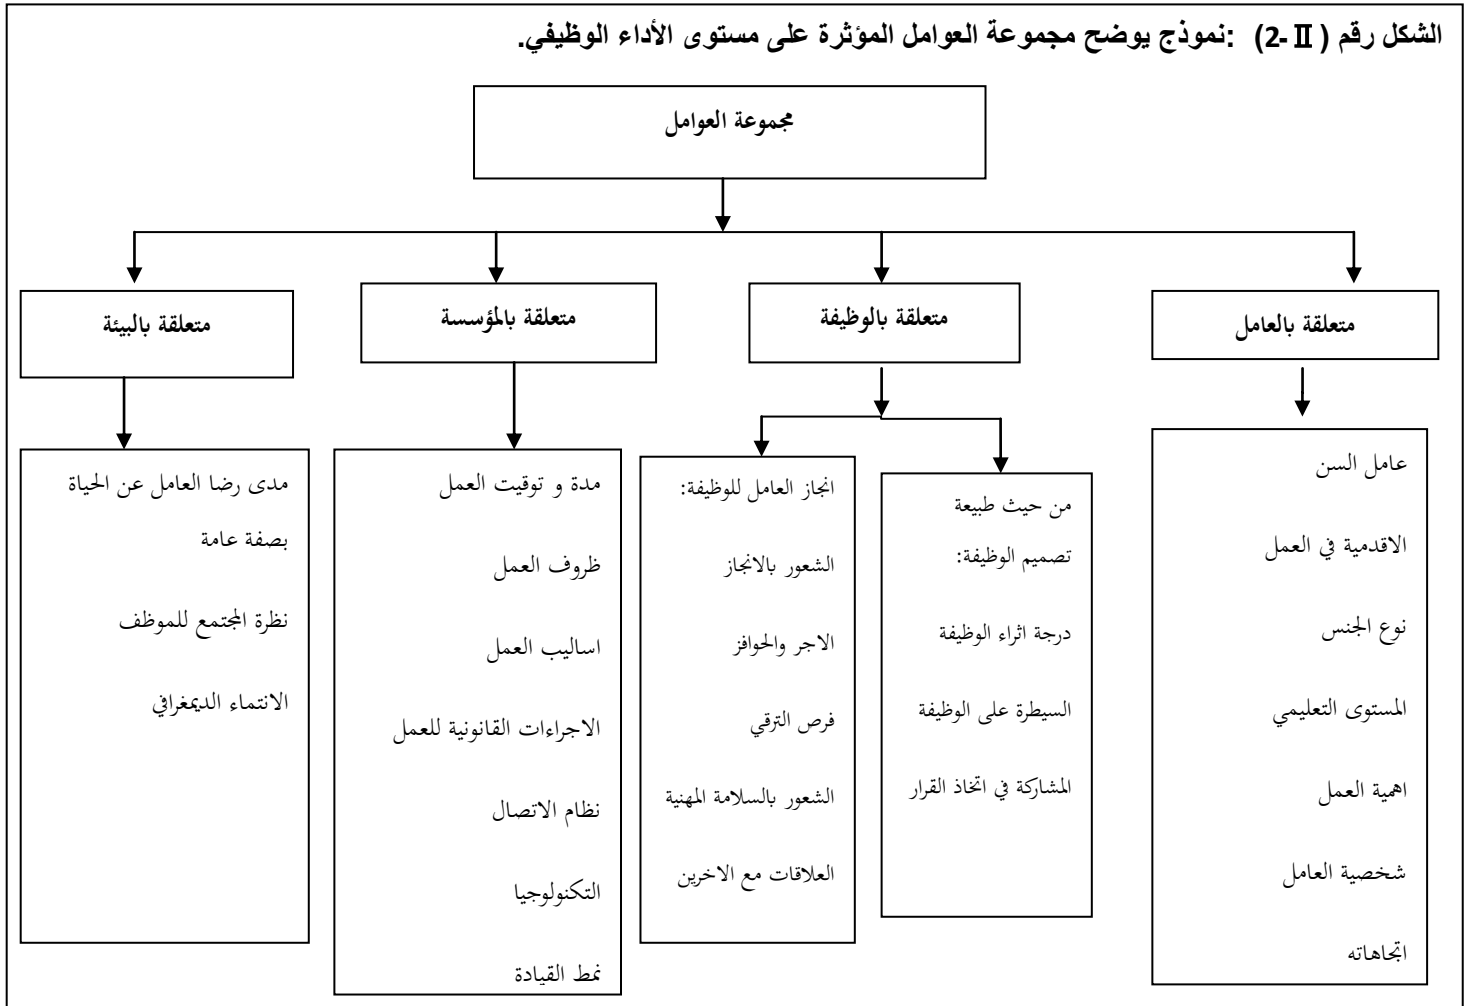 الشكل رقم (II-2) :نموذج يوضح مجموعة العوامل المؤثرة على مستوى الأداء الوظيفي.
مجموعة العوامل
متعلقة بالعامل
متعلقة بالوظيفة
متعلقة بالمؤسسة
متعلقة بالبيئة
عامل السن
الاقدمية في العمل
نوع الجنس
المستوى التعليمي
اهمية العمل
شخصية العامل
اتجاهاته
من حيث طبيعة
تصميم الوظيفة:
درجة اثراء الوظيفة
السيطرة على الوظيفة
المشاركة في اتخاذ القرار
انجاز العامل للوظيفة:
الشعور بالانجاز
الاجر والحوافز
فرص الترقي
الشعور بالسلامة المهنية
العلاقات مع الاخرين
مدة و توقيت العمل
ظروف العمل
اساليب العمل
الاجراءات القانونية للعمل
نظام الاتصال
التكنولوجيا
نمط القيادة
مدى رضا العامل عن الحياة
بصفة عامة
نظرة المجتمع للموظف
الانتماء الديمغرافي